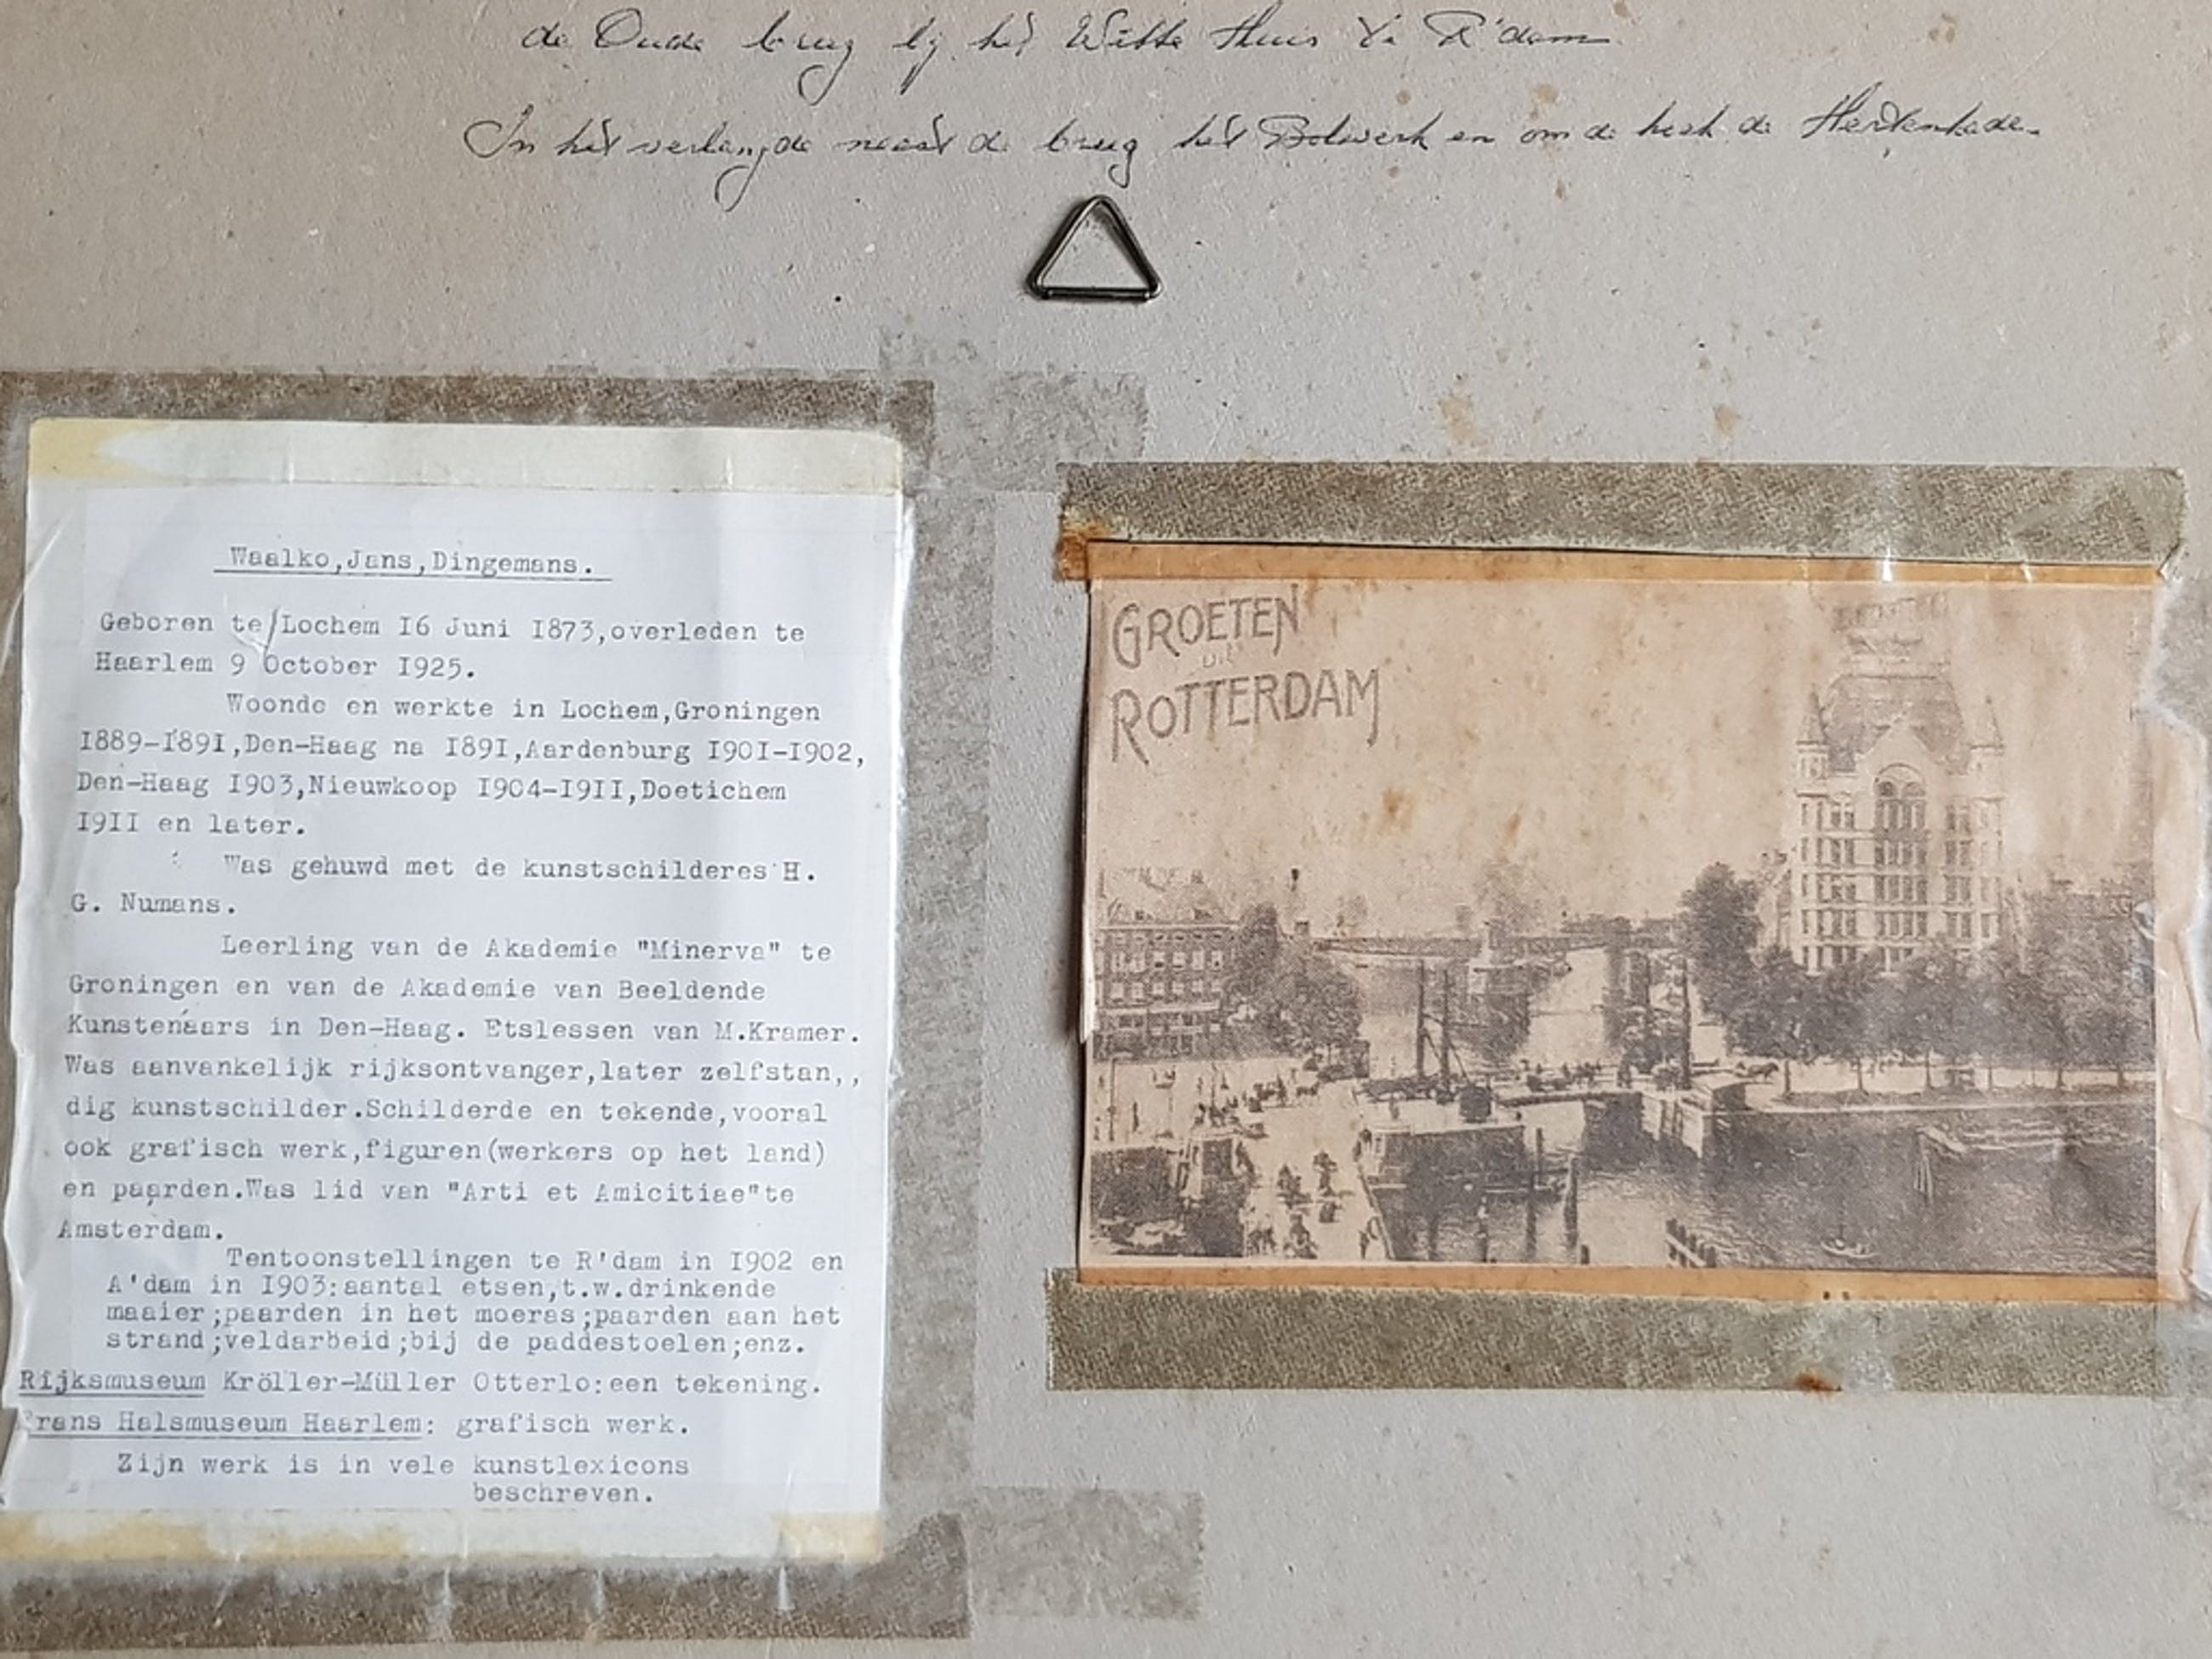 de Oude brug bij het Witte Huis te R'dam
In het verlengde naast de brug het Bolwerk en om de hoek de
Waalko,Jans,Dingemans.
Geboren te/Lochem I6 Juni I873,overleden te
Haarlem 9 October I925.
Woonde en werkte in Lochem,Groningen
I889-I891,Den-Haag na I89I,Aardenburg I90I-I902,
Den-Haag I903,Nieuwkoop I904-I9II,Doetichem
I9II en later.
Was gehuwd met de kunstschilderes H.
G. Numans.
Leerling van de Akademie "Minerva" te
Groningen en van de Akademie van Beeldende
Kunstenaars in Den-Haag. Etslessen van M.Kramer.
Was aanvankelijk rijksontvanger,later zelfstan,,
dig kunstschilder.Schilderde en tekende,vooral
ook grafisch werk,figuren(werkers op het land)
en paarden.Was lid van "Arti et Amicitiae"te
Amsterdam.
Tentoonstellingen te R'dam in I902 en
A'dam in I903:aantal etsen,t.w.drinkende
maaier;paarden in het moeras;paarden aan het
strand;veldarbeid;bij de paddestoelen;enz.
Rijksmuseum Kröller-Müller Otterlo:een tekening.
Frans Halsmuseum Haarlem: grafisch werk.
Zijn werk is in vele kunstlexicons
beschreven.
GROETEN
UIT
ROTTERDAM